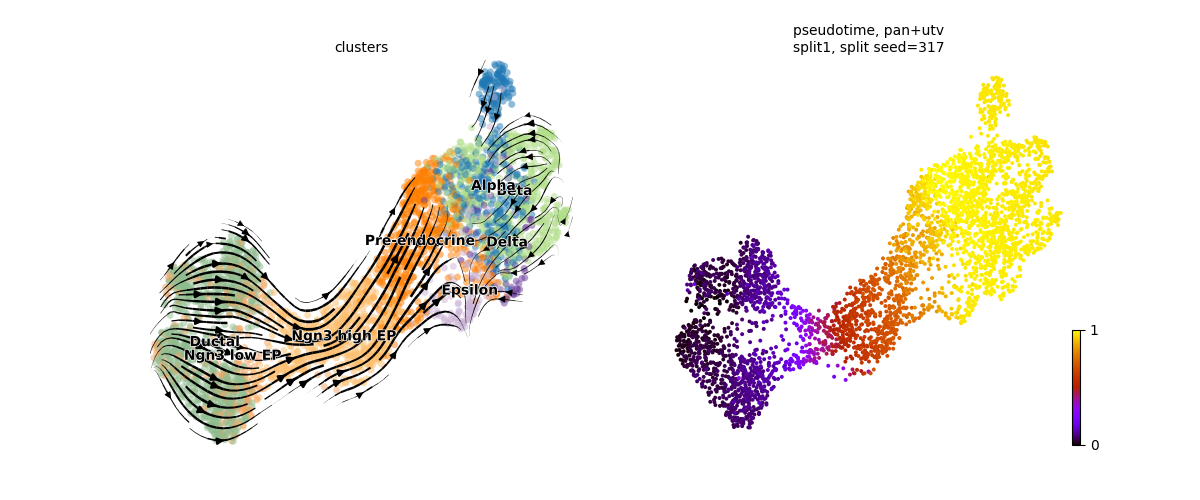 clusters
pseudotime, pan+utv
split1, split seed=317
Alpha
Beta
Pre-endocrine
Delta
Epsilon
Ngn3 high EP
Ductal
Ngn3 low EP
1
0